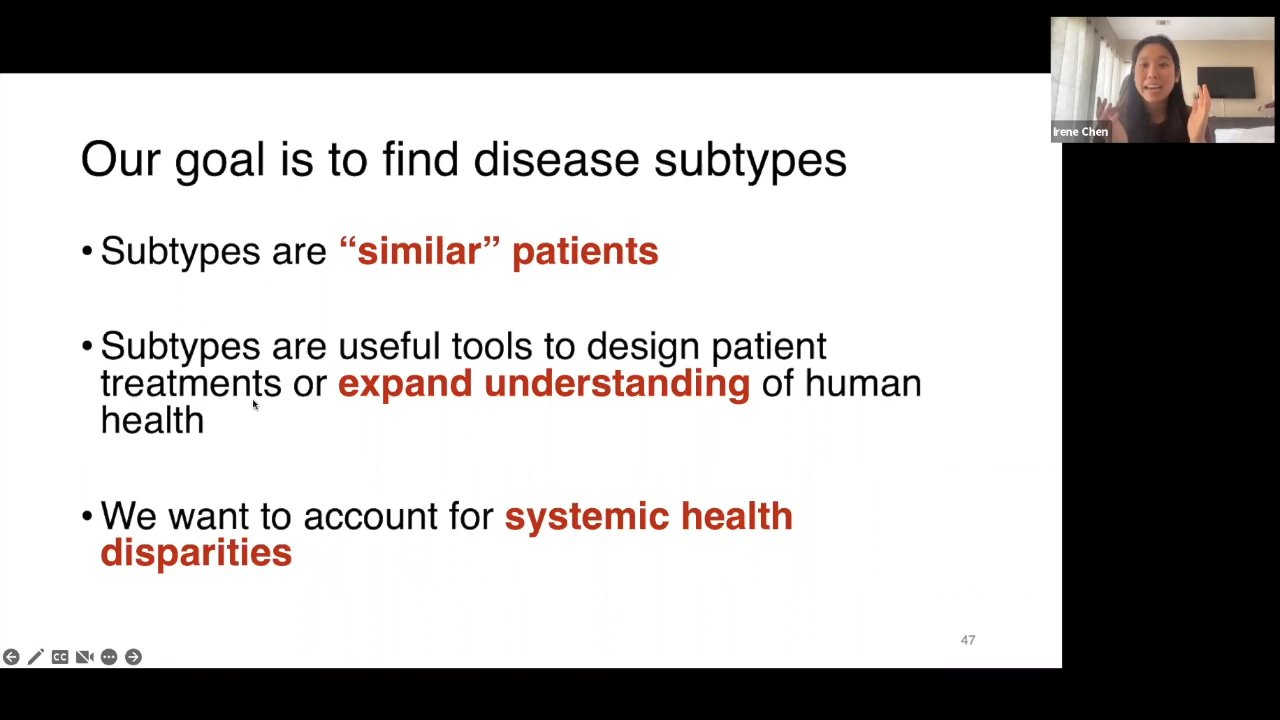 Our goal is to find disease subtypes
• Subtypes are “similar” patients
• Subtypes are useful tools to design patient
treatments or expand understanding of human
health
• We want to account for systemic health
disparities
47
Irene Chen
CC